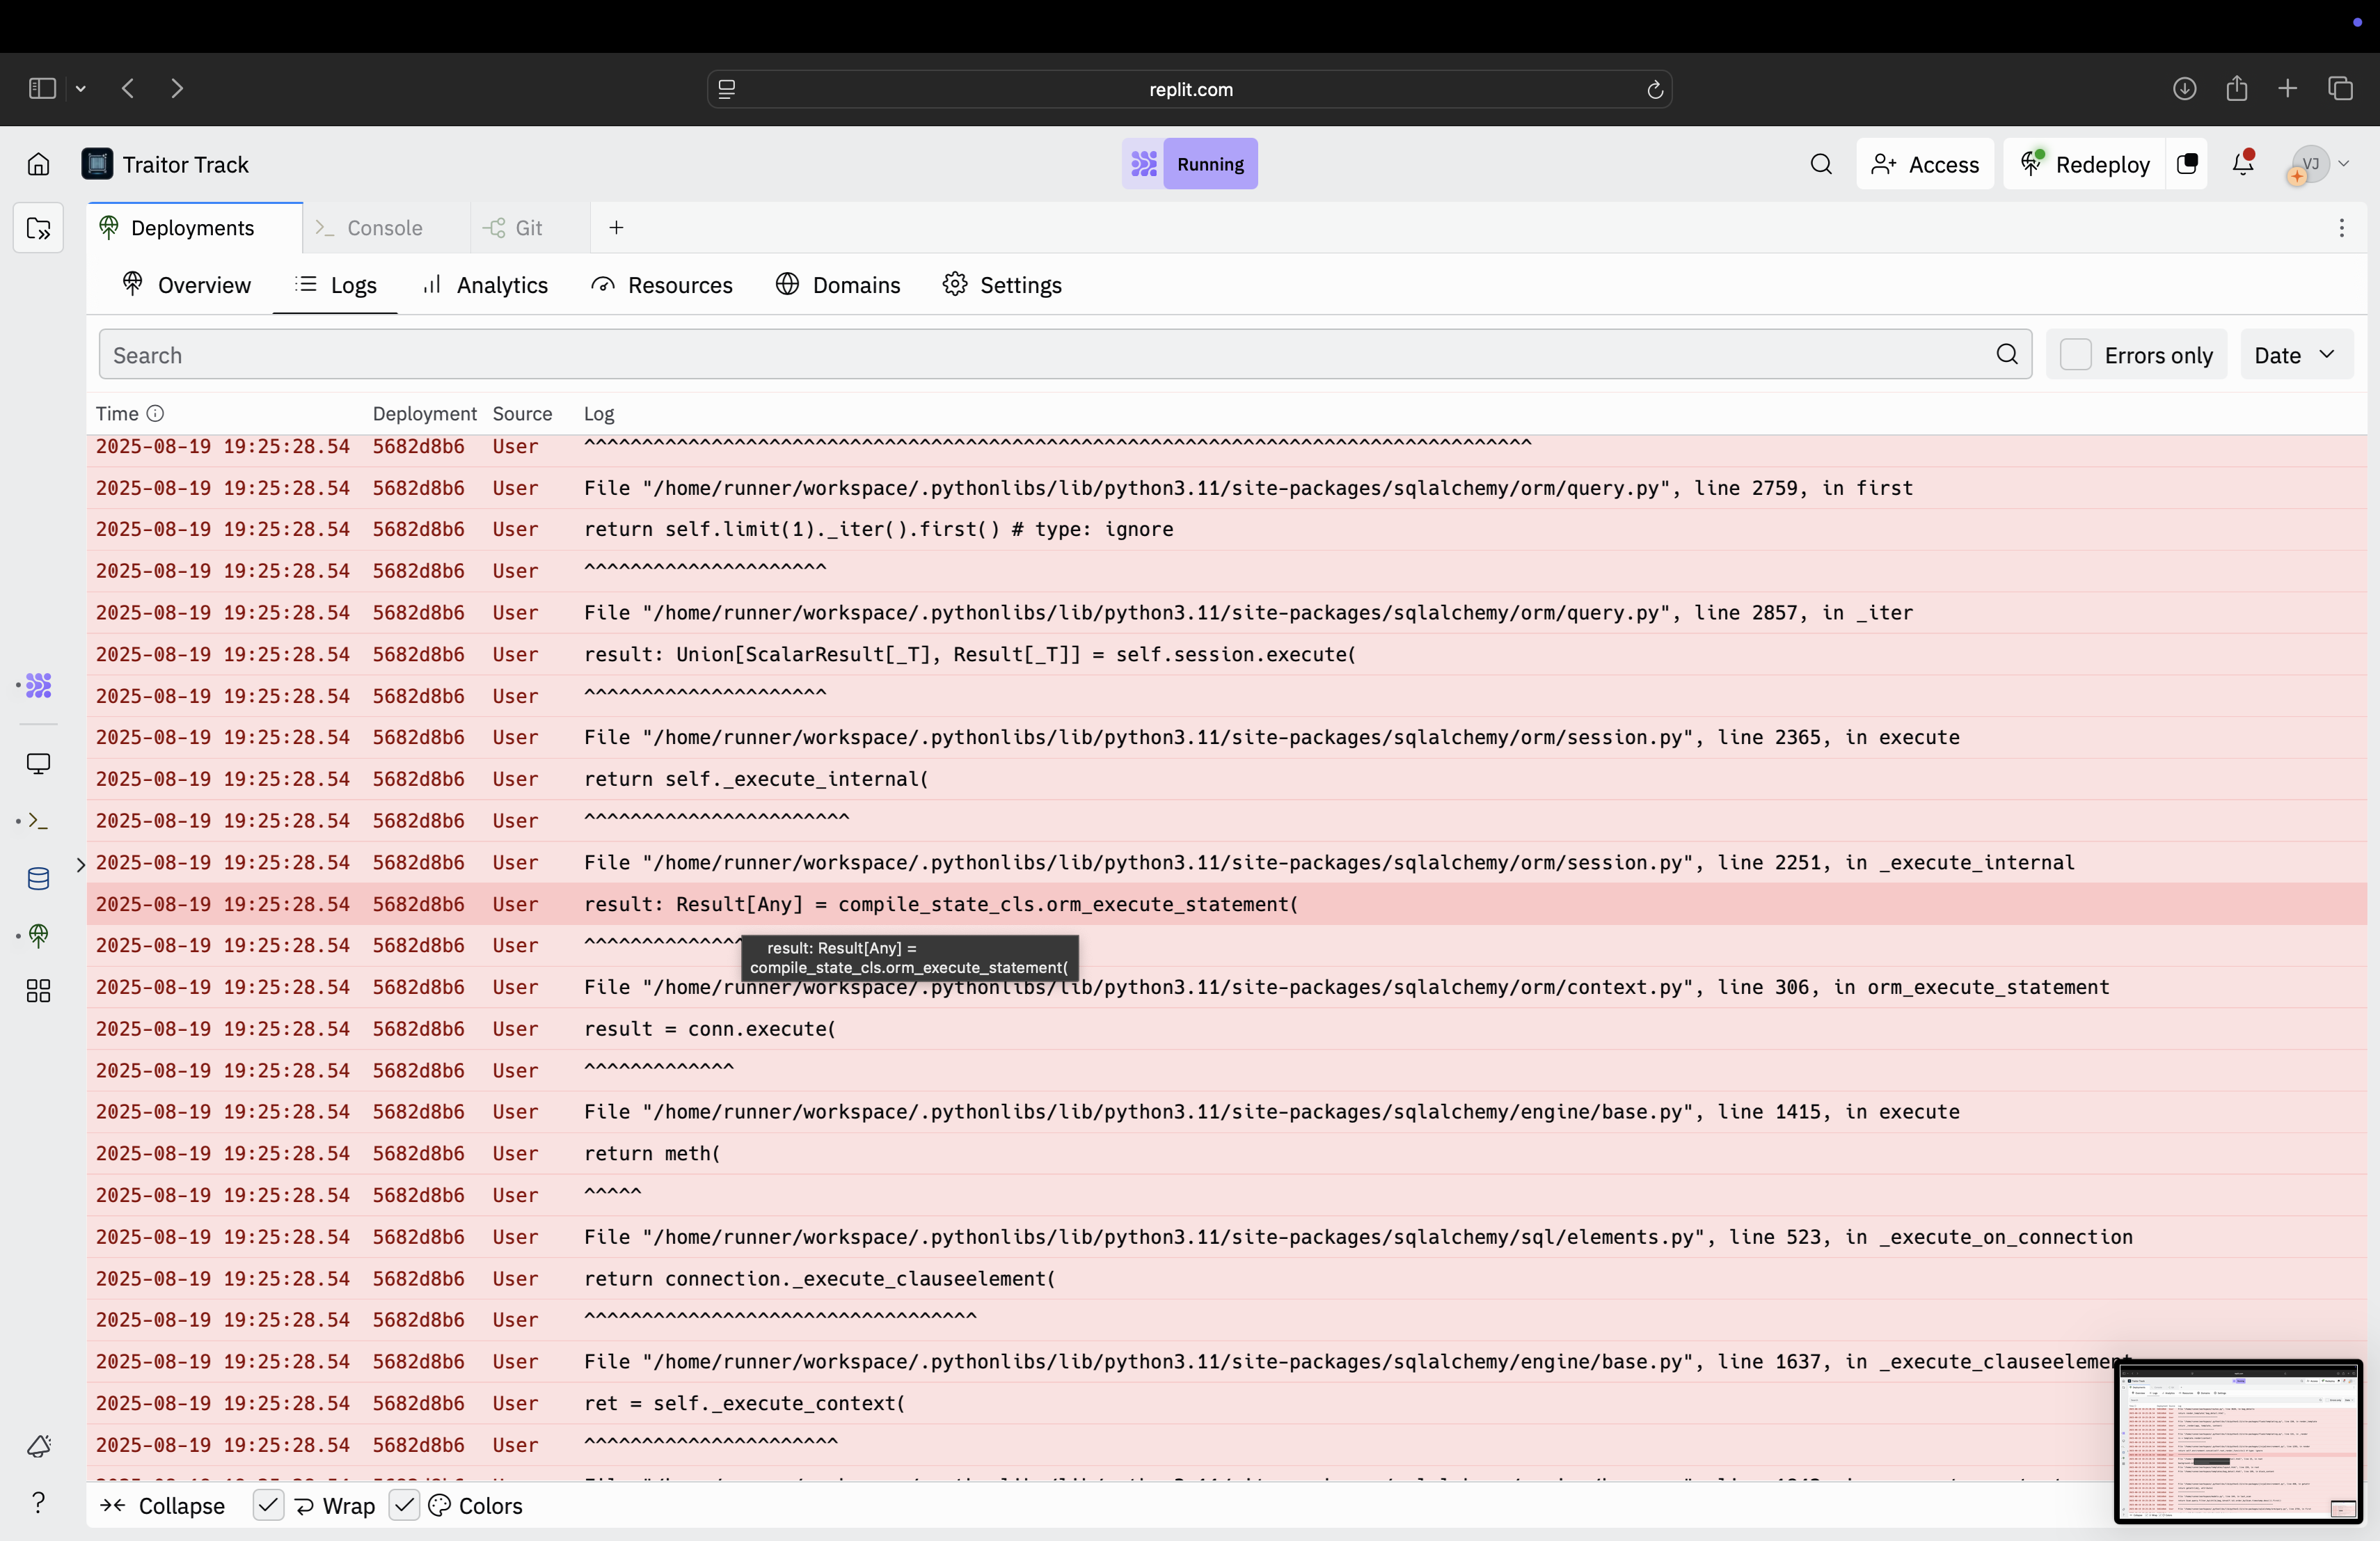 replit.com
Traitor Track
Running
Access
Redeploy
VJ
Deployments
Console
Git
Overview
Logs
Analytics
Resources
Domains
Settings
Search
Errors only
Date
Time Deployment Source Log
2025-08-19 19:25:28.54 5682d8b6 User ^^^^^^^^^^^^^^^^^^^^^^^^^^^^^^^^^^^^^^^^^^^^^^^^^^^^^^^^^^^^^^^^^^^^^^^^^^^^^^^^^^
2025-08-19 19:25:28.54 5682d8b6 User File "/home/runner/workspace/.pythonlibs/lib/python3.11/site-packages/sqlalchemy/orm/query.py", line 2759, in first
2025-08-19 19:25:28.54 5682d8b6 User return self.limit(1)._iter().first() # type: ignore
2025-08-19 19:25:28.54 5682d8b6 User ^^^^^^^^^^^^^^^^^^^^^
2025-08-19 19:25:28.54 5682d8b6 User File "/home/runner/workspace/.pythonlibs/lib/python3.11/site-packages/sqlalchemy/orm/query.py", line 2857, in _iter
2025-08-19 19:25:28.54 5682d8b6 User result: Union[ScalarResult[_T], Result[_T]] = self.session.execute(
2025-08-19 19:25:28.54 5682d8b6 User ^^^^^^^^^^^^^^^^^^^^^
2025-08-19 19:25:28.54 5682d8b6 User File "/home/runner/workspace/.pythonlibs/lib/python3.11/site-packages/sqlalchemy/orm/session.py", line 2365, in execute
2025-08-19 19:25:28.54 5682d8b6 User return self._execute_internal(
2025-08-19 19:25:28.54 5682d8b6 User ^^^^^^^^^^^^^^^^^^^^^^^
2025-08-19 19:25:28.54 5682d8b6 User File "/home/runner/workspace/.pythonlibs/lib/python3.11/site-packages/sqlalchemy/orm/session.py", line 2251, in _execute_internal
2025-08-19 19:25:28.54 5682d8b6 User result: Result[Any] = compile_state_cls.orm_execute_statement(
2025-08-19 19:25:28.54 5682d8b6 User ^^^^^^^^^^^^^^
result: Result[Any] =
compile_state_cls.orm_execute_statement(
2025-08-19 19:25:28.54 5682d8b6 User File "/home/runner/workspace/.pythonlibs/lib/python3.11/site-packages/sqlalchemy/orm/context.py", line 306, in orm_execute_statement
2025-08-19 19:25:28.54 5682d8b6 User result = conn.execute(
2025-08-19 19:25:28.54 5682d8b6 User ^^^^^^^^^^^^^
2025-08-19 19:25:28.54 5682d8b6 User File "/home/runner/workspace/.pythonlibs/lib/python3.11/site-packages/sqlalchemy/engine/base.py", line 1415, in execute
2025-08-19 19:25:28.54 5682d8b6 User return meth(
2025-08-19 19:25:28.54 5682d8b6 User ^^^^^
2025-08-19 19:25:28.54 5682d8b6 User File "/home/runner/workspace/.pythonlibs/lib/python3.11/site-packages/sqlalchemy/sql/elements.py", line 523, in _execute_on_connection
2025-08-19 19:25:28.54 5682d8b6 User return connection._execute_clauseelement(
2025-08-19 19:25:28.54 5682d8b6 User ^^^^^^^^^^^^^^^^^^^^^^^^^^^^^^^^^^
2025-08-19 19:25:28.54 5682d8b6 User File "/home/runner/workspace/.pythonlibs/lib/python3.11/site-packages/sqlalchemy/engine/base.py", line 1637, in _execute_clauseelement
2025-08-19 19:25:28.54 5682d8b6 User ret = self._execute_context(
2025-08-19 19:25:28.54 5682d8b6 User ^^^^^^^^^^^^^^^^^^^^^^
Collapse
Wrap
Colors